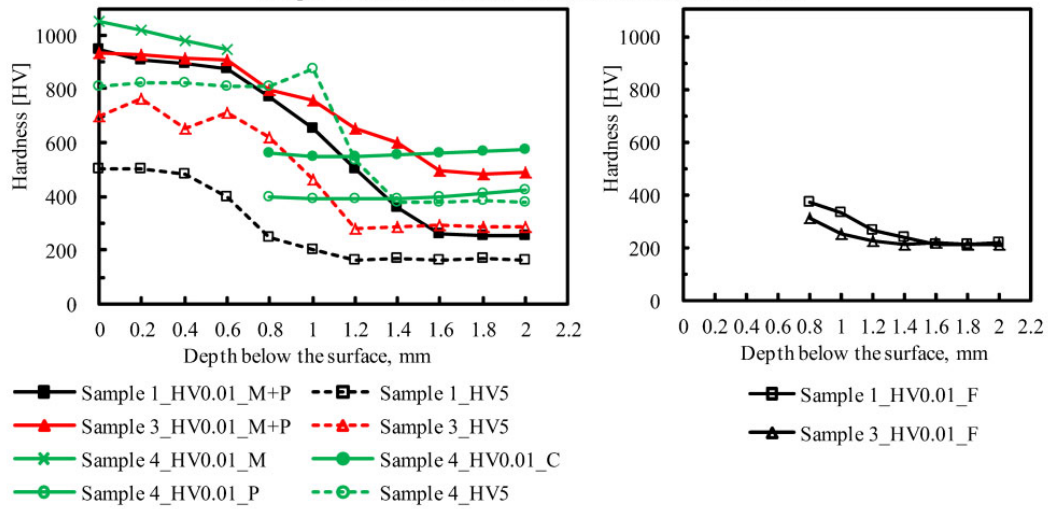 Hardness [HV]
1000
800
600
400
200
0
0 0.2 0.4 0.6 0.8 1 1.2 1.4 1.6 1.8 2 2.2
Depth below the surface, mm
Sample 1_HV0.01_M+P
Sample 1_HV5
Sample 3_HV0.01_M+P
Sample 3_HV5
Sample 4_HV0.01_M
Sample 4_HV0.01_C
Sample 4_HV0.01_P
Sample 4_HV5
Hardness [HV]
1000
800
600
400
200
0
0 0.2 0.4 0.6 0.8 1 1.2 1.4 1.6 1.8 2 2.2
Depth below the surface, mm
Sample 1_HV0.01_F
Sample 3_HV0.01_F